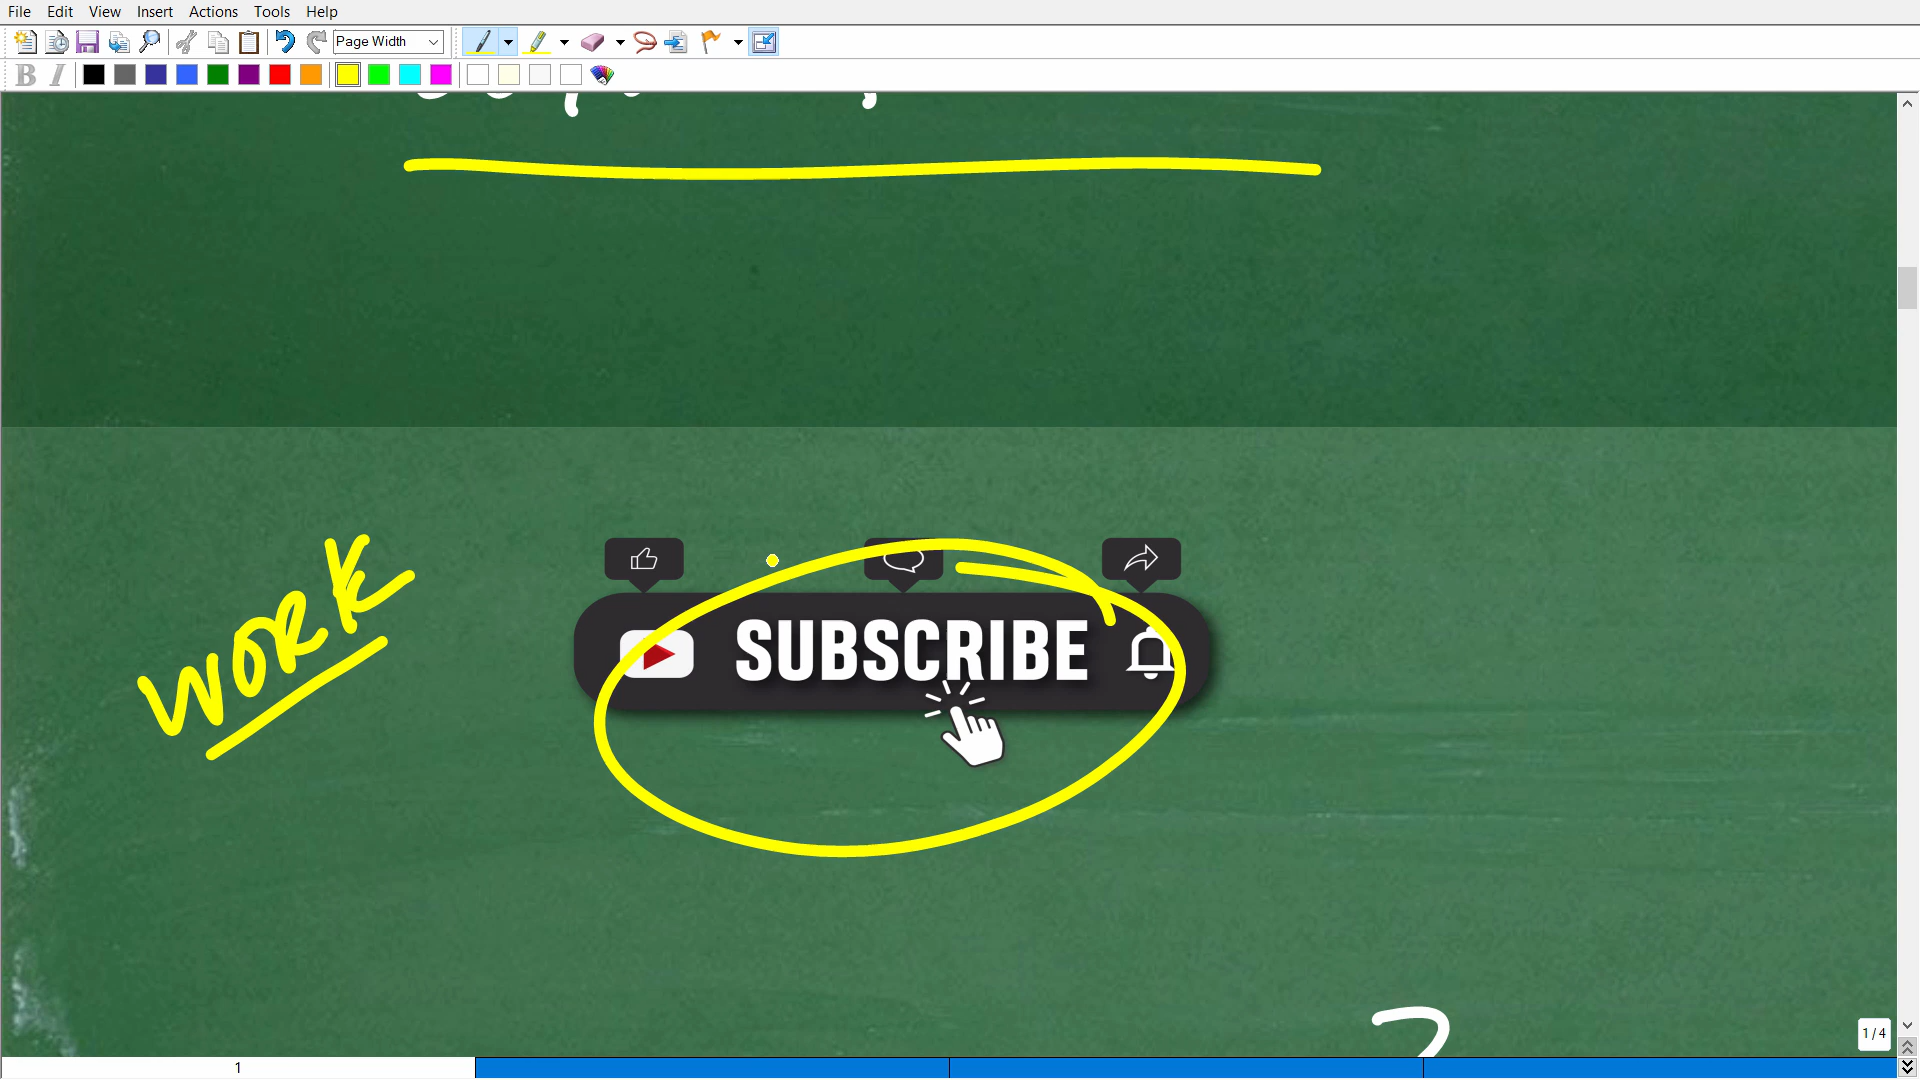 File Edit View Insert Actions Tools Help
Page Width
B I
WORK
SUBSCRIBE
1 / 4
1